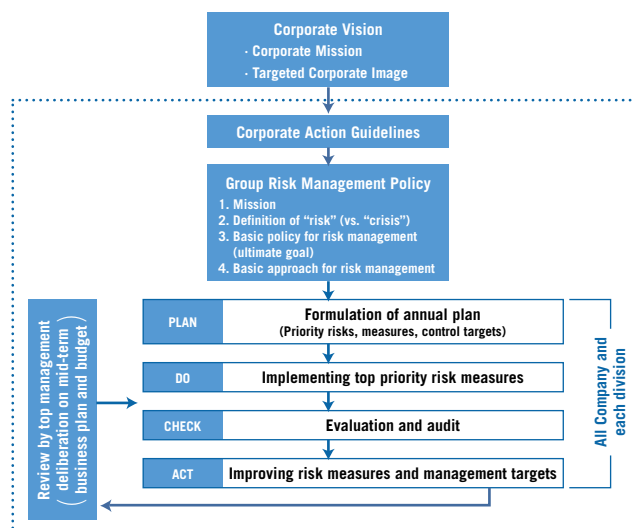 Corporate Vision
· Corporate Mission
· Targeted Corporate Image
Corporate Action Guidelines
Group Risk Management Policy
1. Mission
2. Definition of “risk” (vs. “crisis”)
3. Basic policy for risk management
(ultimate goal)
4. Basic approach for risk management
PLAN
Formulation of annual plan
(Priority risks, measures, control targets)
DO
Implementing top priority risk measures
CHECK
Evaluation and audit
ACT
Improving risk measures and management targets
Review by top management
(deliberation on mid-term
business plan and budget)
All Company and
each division